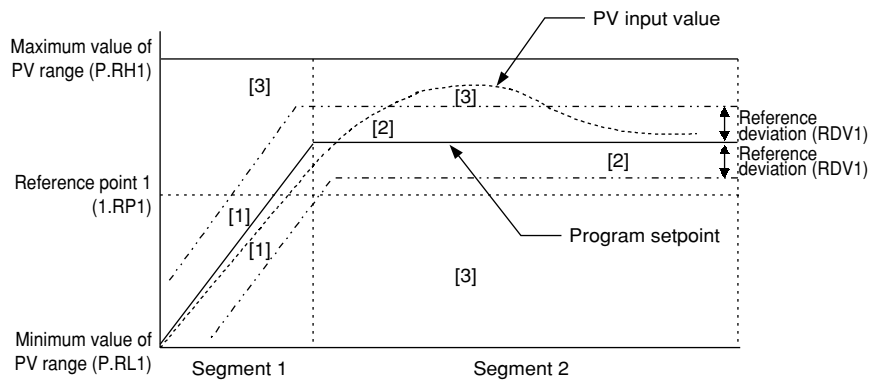 PV input value
Maximum value of
PV range (P.RH1)
[3]
[3]
[2]
Reference
deviation (RDV1)
[2]
Reference
deviation (RDV1)
Reference point 1
(1.RP1)
[1]
[1]
Program setpoint
[3]
Minimum value of
PV range (P.RL1)
Segment 1
Segment 2